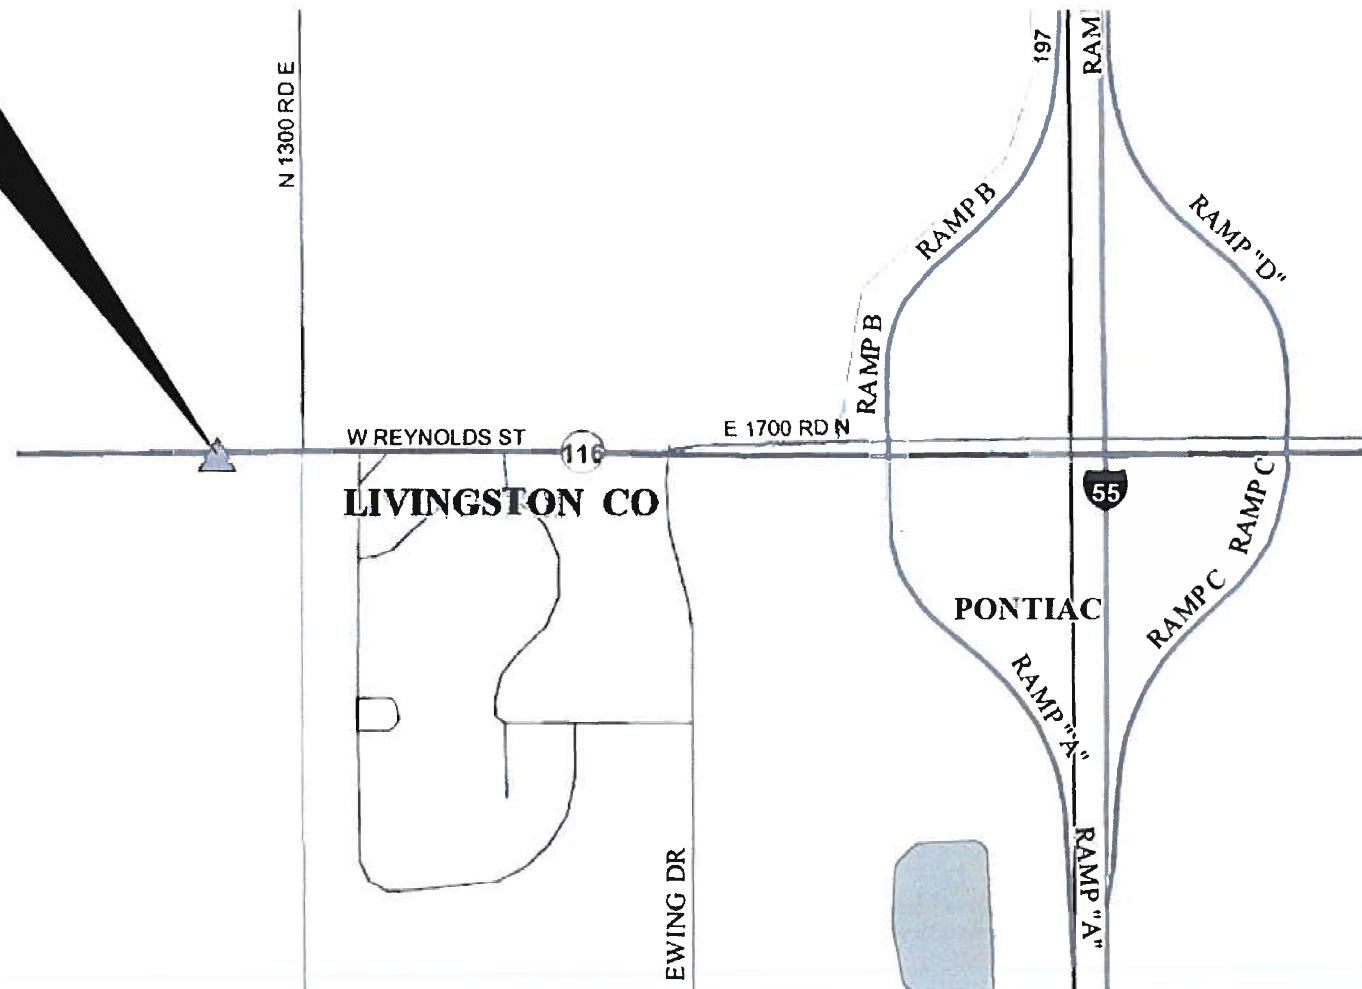 197
RAM
N 1300 RD E
RAMP B
RAMP "D"
RAMP B
W REYNOLDS ST
116
E 1700 RD N
55
LIVINGSTON CO
RAMP C
RAMP C
PONTIAC
RAMP "A"
RAMP "A"
EWING DR